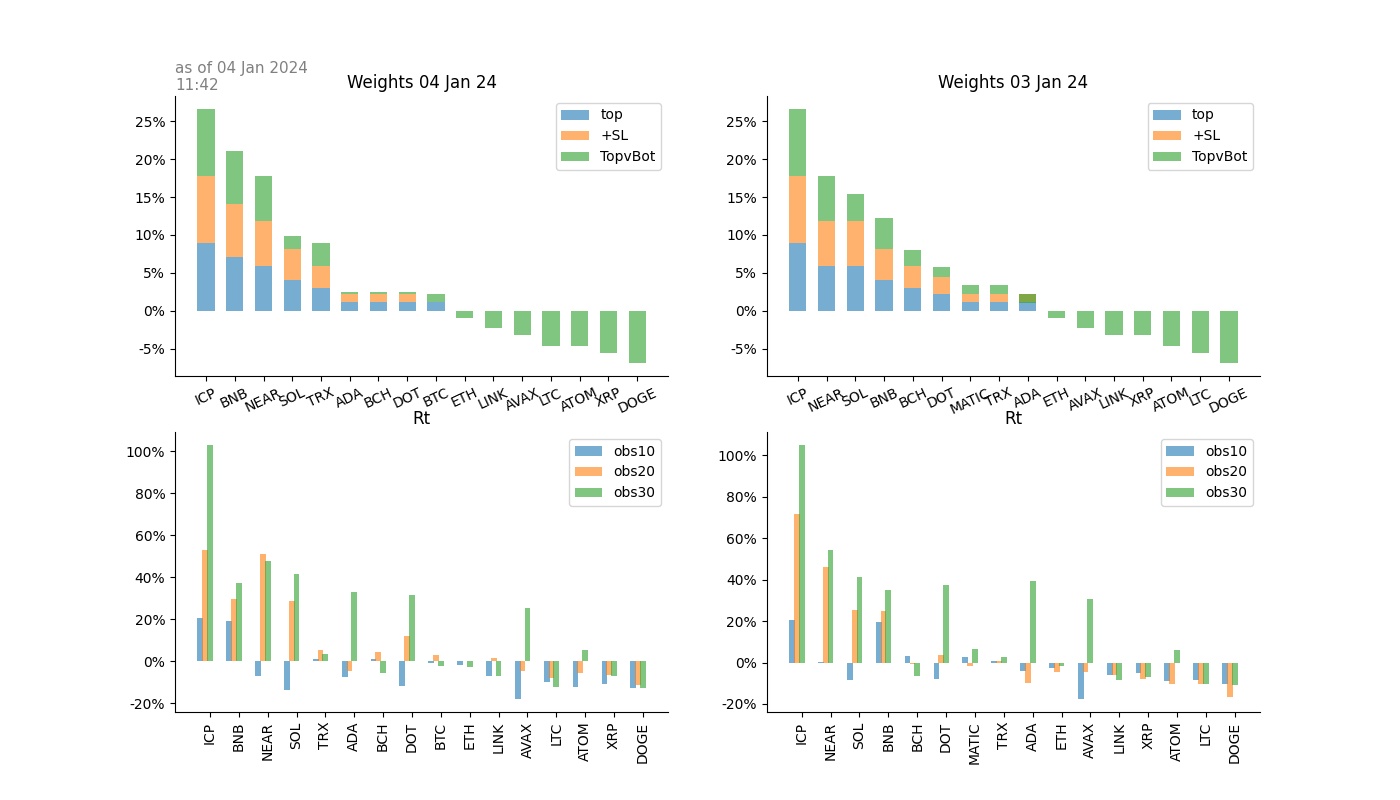 as of 04 Jan 2024
11:42
Weights 04 Jan 24
top
+SL
TopvBot
25%
20%
15%
10%
5%
0%
-5%
ICP BNB NEAR SOL TRX ADA BCH DOT BTC ETH LINK AVAX LTC ATOM XRP DOGE
Weights 03 Jan 24
top
+SL
TopvBot
25%
20%
15%
10%
5%
0%
-5%
ICP NEAR SOL BNB BCH DOT MATIC TRX ADA ETH AVAX LINK XRP ATOM LTC DOGE
Rt
obs10
obs20
obs30
100%
80%
60%
40%
20%
0%
-20%
ICP BNB NEAR SOL TRX ADA BCH DOT BTC ETH LINK AVAX LTC ATOM XRP DOGE
Rt
obs10
obs20
obs30
100%
80%
60%
40%
20%
0%
-20%
ICP NEAR SOL BNB BCH DOT MATIC TRX ADA ETH AVAX LINK XRP ATOM LTC DOGE